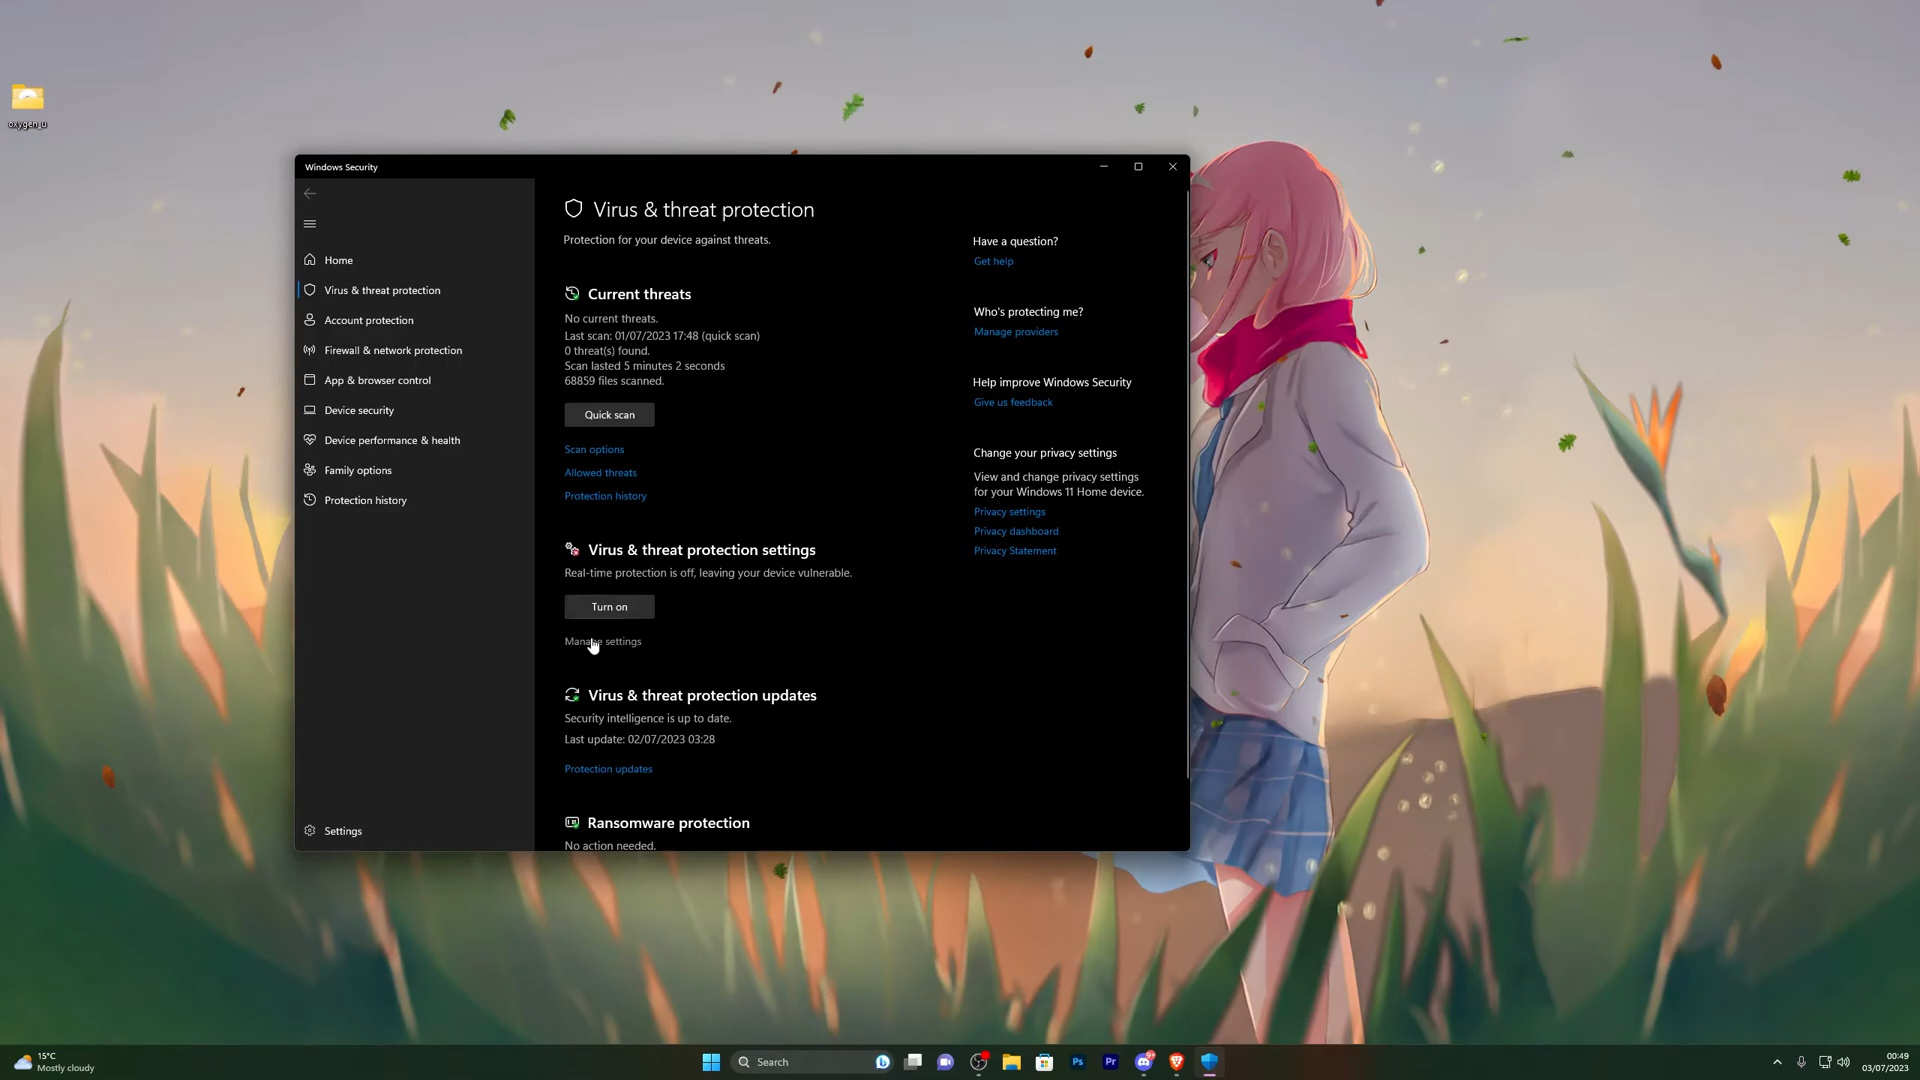 oxygen_u
Windows Security
Home
Virus & threat protection
Account protection
Firewall & network protection
App & browser control
Device security
Device performance & health
Family options
Protection history
Settings
Virus & threat protection
Protection for your device against threats.
Current threats
No current threats.
Last scan: 01/07/2023 17:48 (quick scan)
0 threat(s) found.
Scan lasted 5 minutes 2 seconds
68859 files scanned.
Quick scan
Scan options
Allowed threats
Protection history
Virus & threat protection settings
Real-time protection is off, leaving your device vulnerable.
Turn on
Manage settings
Virus & threat protection updates
Security intelligence is up to date.
Last update: 02/07/2023 03:28
Protection updates
Ransomware protection
No action needed.
Have a question?
Get help
Who's protecting me?
Manage providers
Help improve Windows Security
Give us feedback
Change your privacy settings
View and change privacy settings
for your Windows 11 Home device.
Privacy settings
Privacy dashboard
Privacy Statement
15°C
Mostly cloudy
Search
Ps
Pr
9+
00:49
03/07/2023